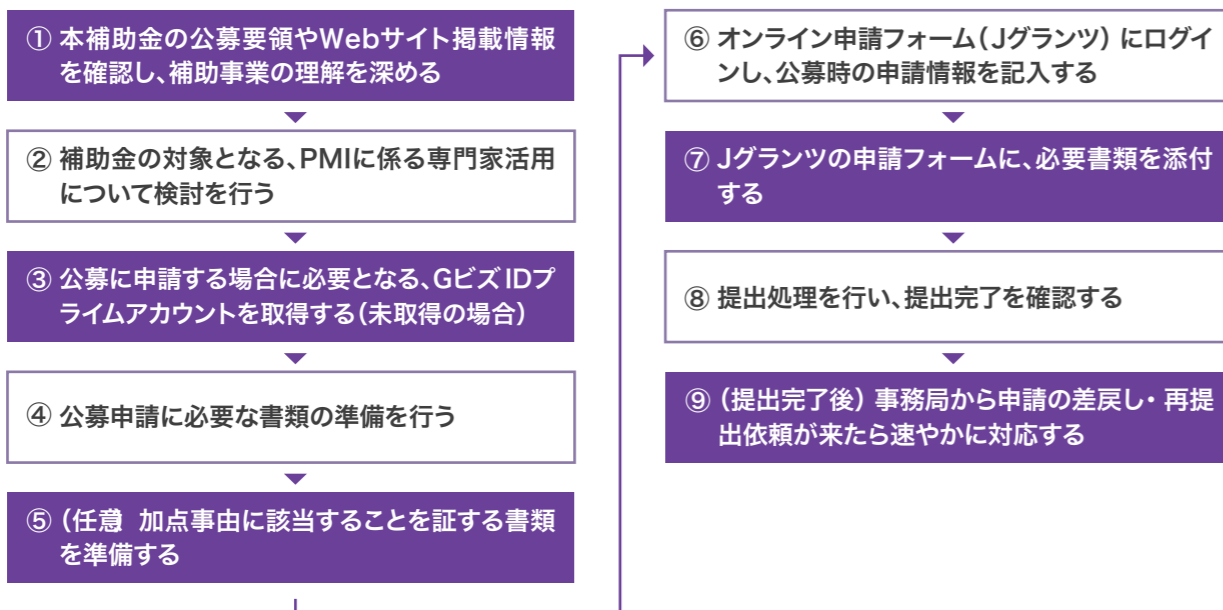 ① 本補助金の公募要領やWebサイト掲載情報
を確認し、補助事業の理解を深める
② 補助金の対象となる、PMIに係る専門家活用
について検討を行う
③ 公募に申請する場合に必要となる、GビズIDプ
ライムアカウントを取得する(未取得の場合)
④ 公募申請に必要な書類の準備を行う
⑤ (任意) 加点事由に該当することを証する書類
を準備する
⑥ オンライン申請フォーム(Jグランツ) にログイ
ンし、公募時の申請情報を記入する
⑦ Jグランツの申請フォームに、必要書類を添付
する
⑧ 提出処理を行い、提出完了を確認する
⑨ (提出完了後) 事務局から申請の差戻し・再提
出依頼が来たら速やかに対応する